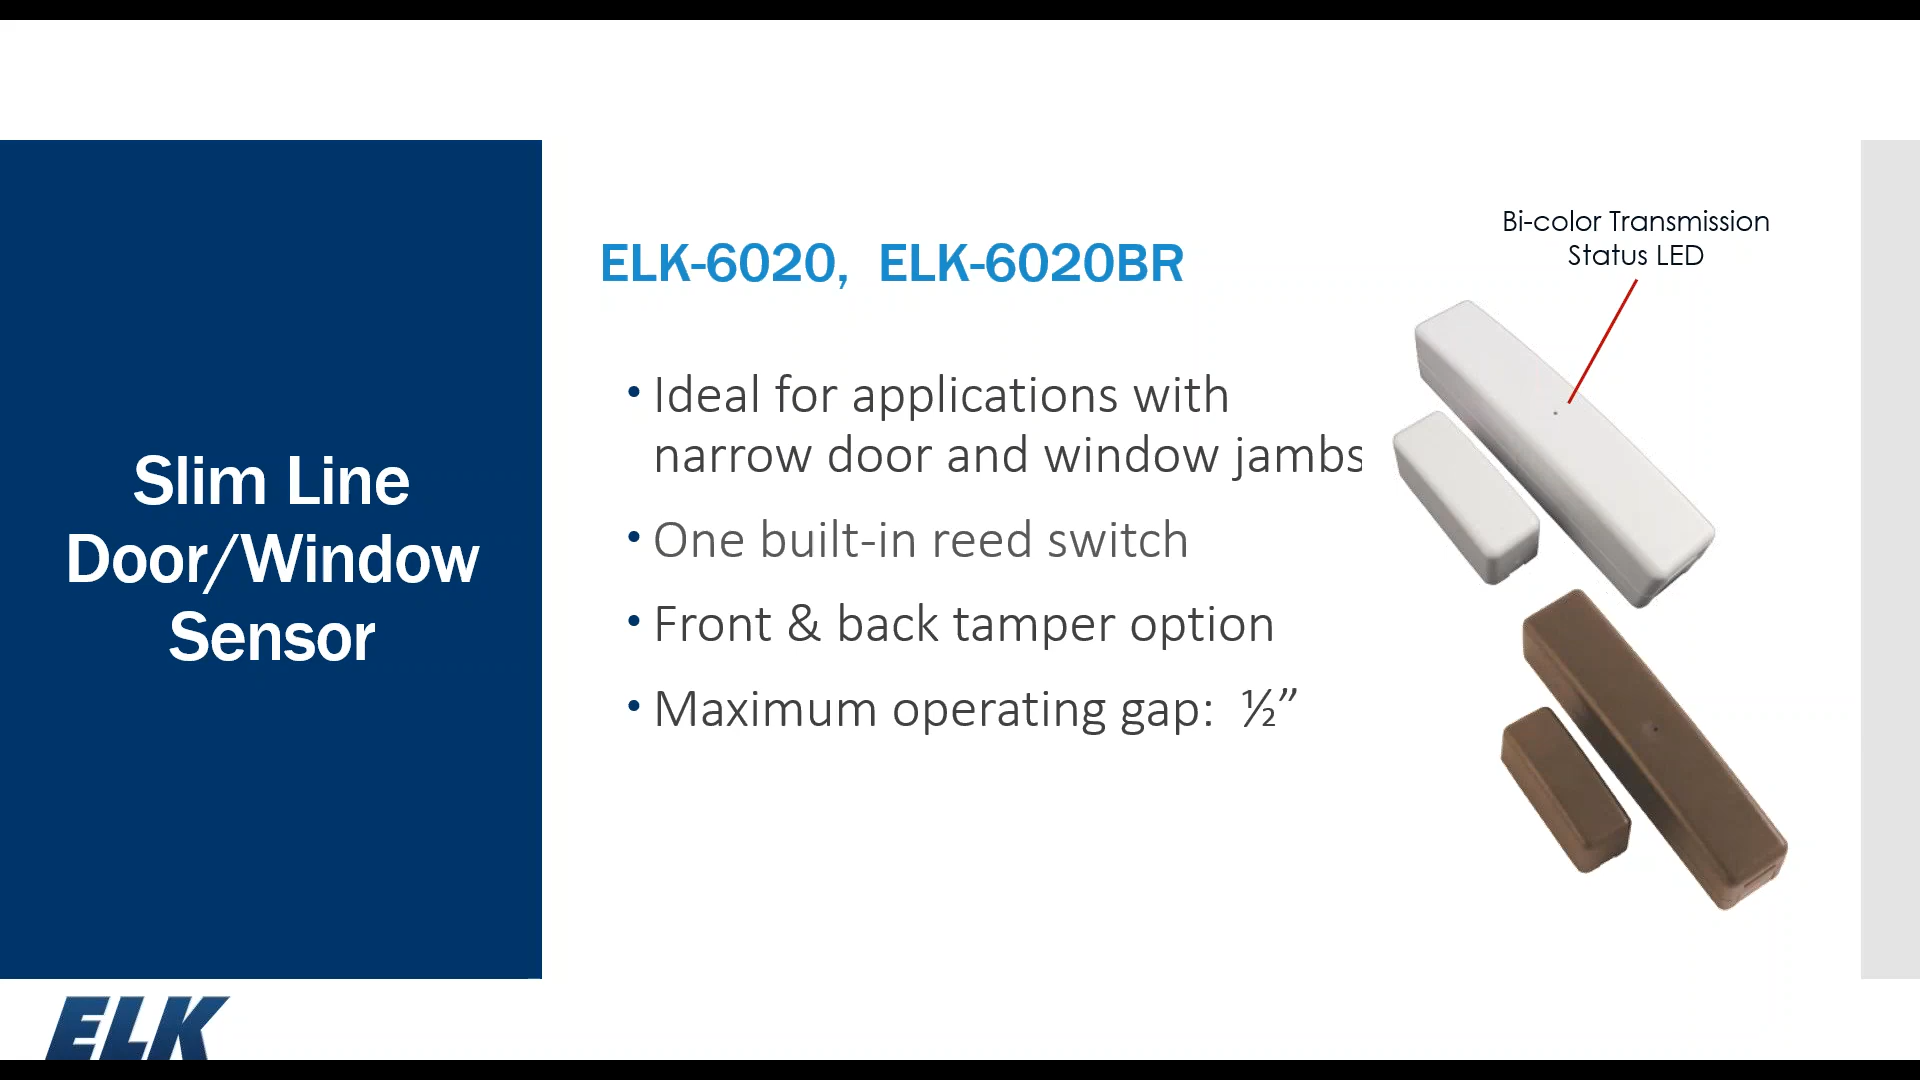 Slim Line
Door/Window
Sensor
ELK-6020, ELK-6020BR
• Ideal for applications with
narrow door and window jambs
• One built-in reed switch
• Front & back tamper option
• Maximum operating gap: ½”
Bi-color Transmission
Status LED
ELK